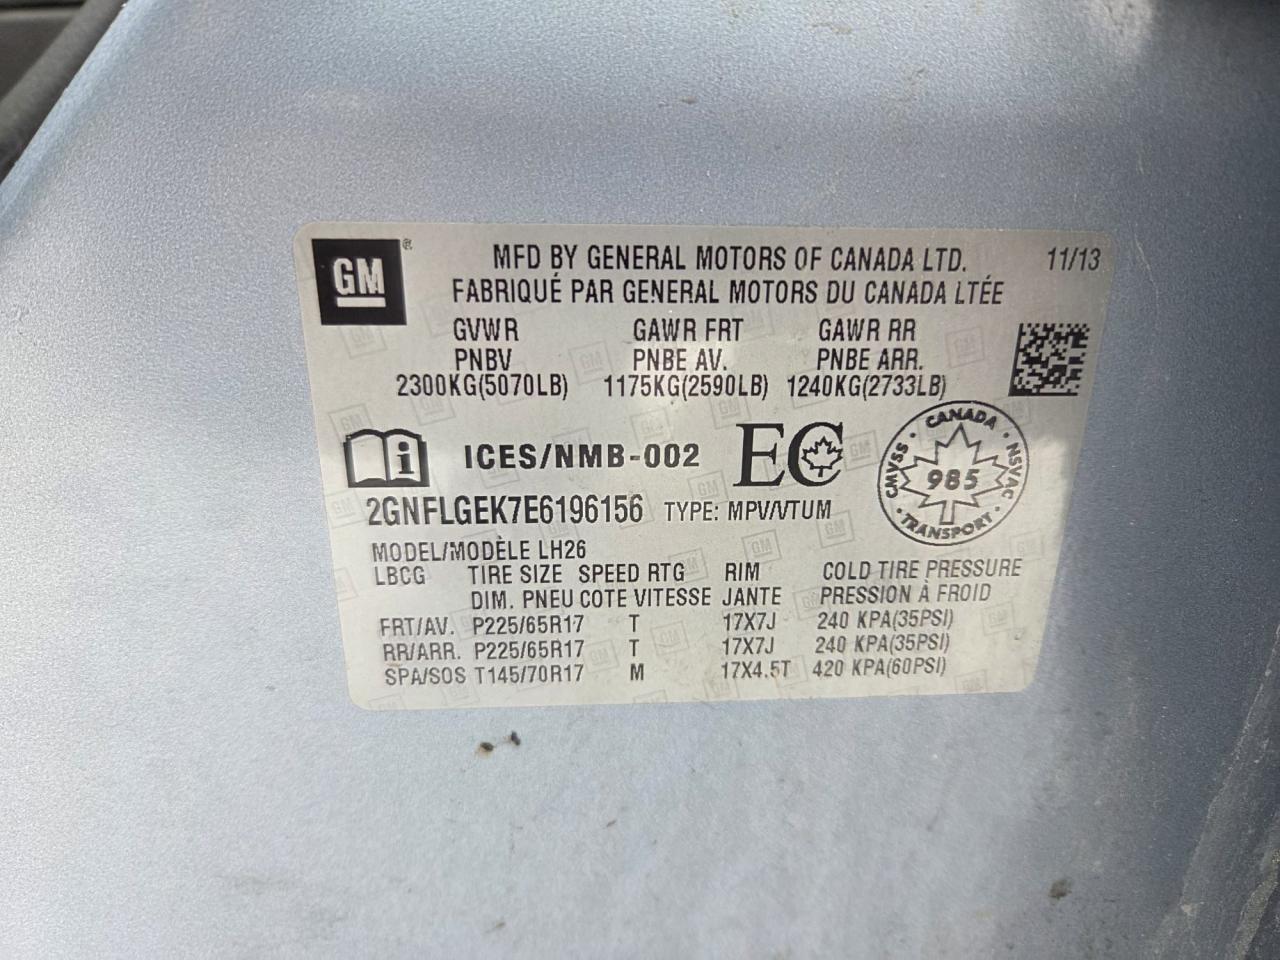 GM®
MFD BY GENERAL MOTORS OF CANADA LTD. 11/13
FABRIQUÉ PAR GENERAL MOTORS DU CANADA LTÉE
GVWR GAWR FRT GAWR RR
PNBV PNBE AV. PNBE ARR.
2300KG(5070LB) 1175KG(2590LB) 1240KG(2733LB)
i ICES/NMB-002 EC
CANADA
CMVSS · 985 · NSVAC
· TRANSPORT ·
2GNFLGEK7E6196156 TYPE: MPV/VTUM
MODEL/MODÈLE LH26
LBCG TIRE SIZE SPEED RTG RIM COLD TIRE PRESSURE
DIM. PNEU COTE VITESSE JANTE PRESSION À FROID
FRT/AV. P225/65R17 T 17X7J 240 KPA(35PSI)
RR/ARR. P225/65R17 T 17X7J 240 KPA(35PSI)
SPA/SOS T145/70R17 M 17X4.5T 420 KPA(60PSI)